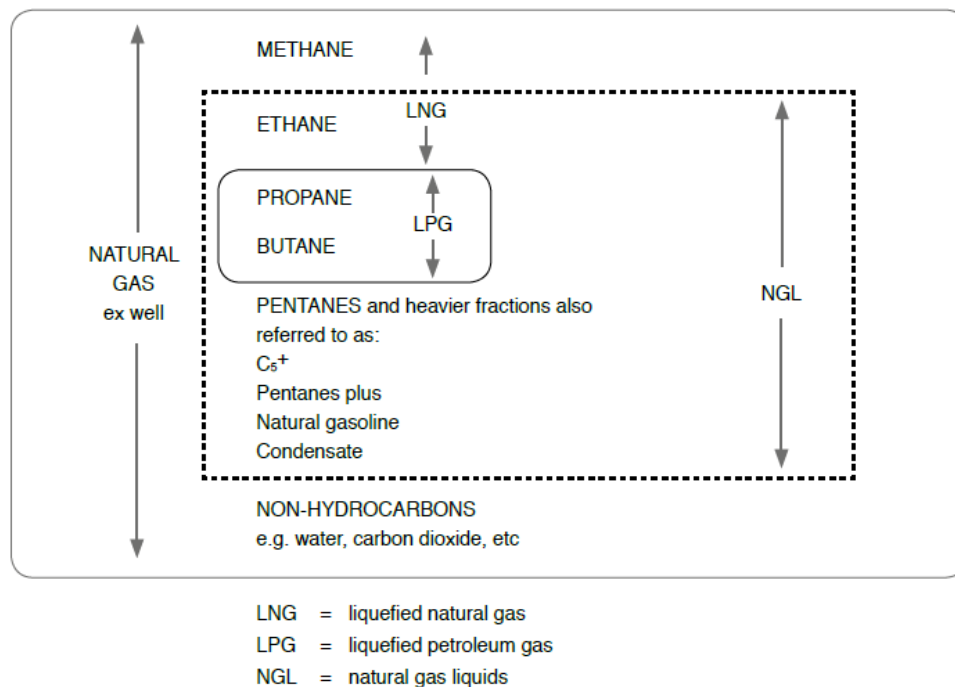 METHANE
LNG
ETHANE
PROPANE
LPG
BUTANE
NATURAL
GAS
ex well
NGL
PENTANES and heavier fractions also
referred to as:
C₅⁺
Pentanes plus
Natural gasoline
Condensate
NON-HYDROCARBONS
e.g. water, carbon dioxide, etc
LNG = liquefied natural gas
LPG = liquefied petroleum gas
NGL = natural gas liquids